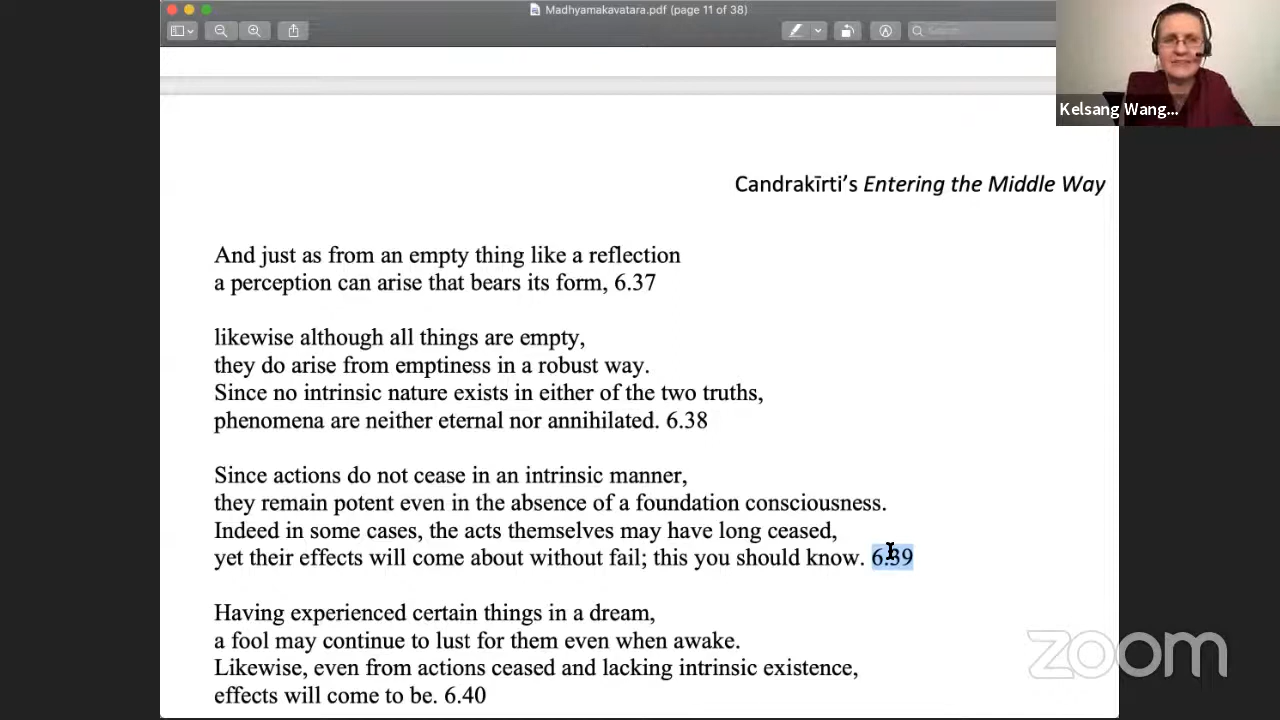 Madhyamakavatara.pdf (page 11 of 38)
Search
Kelsang Wang...
Candrakīrti’s Entering the Middle Way
And just as from an empty thing like a reflection
a perception can arise that bears its form, 6.37
likewise although all things are empty,
they do arise from emptiness in a robust way.
Since no intrinsic nature exists in either of the two truths,
phenomena are neither eternal nor annihilated. 6.38
Since actions do not cease in an intrinsic manner,
they remain potent even in the absence of a foundation consciousness.
Indeed in some cases, the acts themselves may have long ceased,
yet their effects will come about without fail; this you should know. 6.39
Having experienced certain things in a dream,
a fool may continue to lust for them even when awake.
Likewise, even from actions ceased and lacking intrinsic existence,
effects will come to be. 6.40
zoom